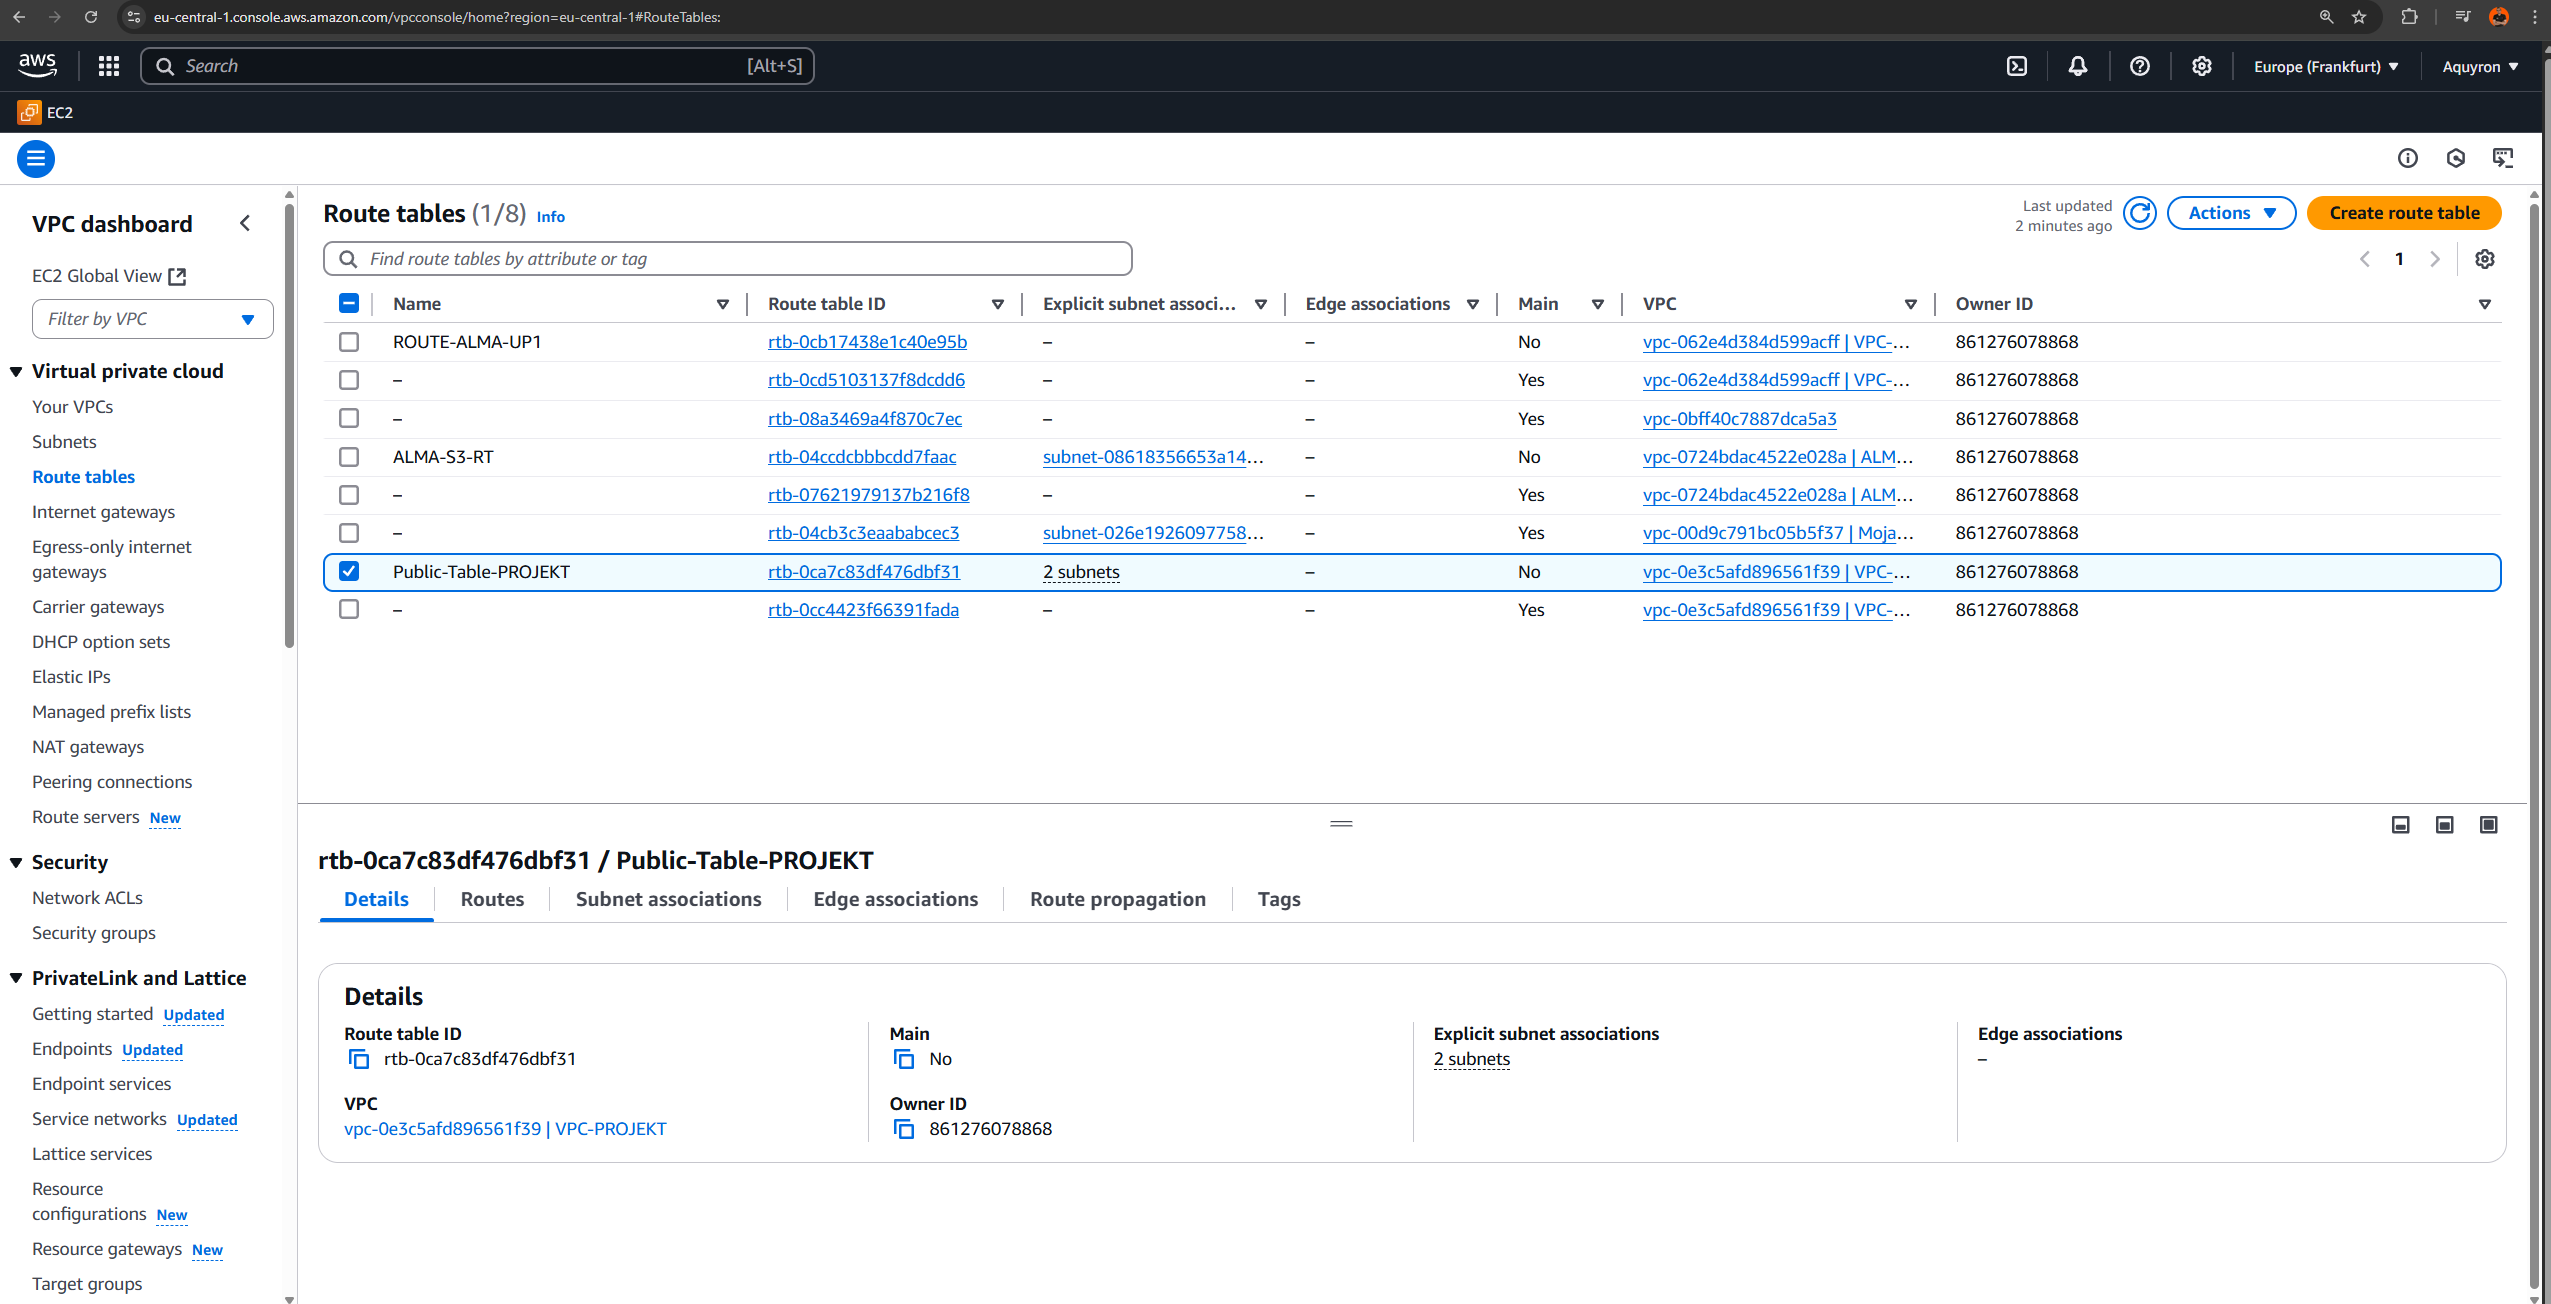 eu-central-1.console.aws.amazon.com/vpcconsole/home?region=eu-central-1#RouteTables:
aws
Search
[Alt+S]
Europe (Frankfurt)
Aquyron
EC2
VPC dashboard
EC2 Global View
Filter by VPC
Virtual private cloud
Your VPCs
Subnets
Route tables
Internet gateways
Egress-only internet
gateways
Carrier gateways
DHCP option sets
Elastic IPs
Managed prefix lists
NAT gateways
Peering connections
Route servers New
Security
Network ACLs
Security groups
PrivateLink and Lattice
Getting started Updated
Endpoints Updated
Endpoint services
Service networks Updated
Lattice services
Resource
configurations New
Resource gateways New
Target groups
Route tables (1/8) Info
Last updated
2 minutes ago
Actions
Create route table
Find route tables by attribute or tag
1
Name Route table ID Explicit subnet associ... Edge associations Main VPC Owner ID
ROUTE-ALMA-UP1 rtb-0cb17438e1c40e95b – – No vpc-062e4d384d599acff | VPC-... 861276078868
– rtb-0cd5103137f8dcdd6 – – Yes vpc-062e4d384d599acff | VPC-... 861276078868
– rtb-08a3469a4f870c7ec – – Yes vpc-0bff40c7887dca5a3 861276078868
ALMA-S3-RT rtb-04ccdcbbbcdd7faac subnet-08618356653a14... – No vpc-0724bdac4522e028a | ALM... 861276078868
– rtb-07621979137b216f8 – – Yes vpc-0724bdac4522e028a | ALM... 861276078868
– rtb-04cb3c3eaababcec3 subnet-026e1926097758... – Yes vpc-00d9c791bc05b5f37 | Moja... 861276078868
Public-Table-PROJEKT rtb-0ca7c83df476dbf31 2 subnets – No vpc-0e3c5afd896561f39 | VPC-... 861276078868
– rtb-0cc4423f66391fada – – Yes vpc-0e3c5afd896561f39 | VPC-... 861276078868
rtb-0ca7c83df476dbf31 / Public-Table-PROJEKT
Details Routes Subnet associations Edge associations Route propagation Tags
Details
Route table ID
rtb-0ca7c83df476dbf31
Main
No
Explicit subnet associations
2 subnets
Edge associations
–
VPC
vpc-0e3c5afd896561f39 | VPC-PROJEKT
Owner ID
861276078868